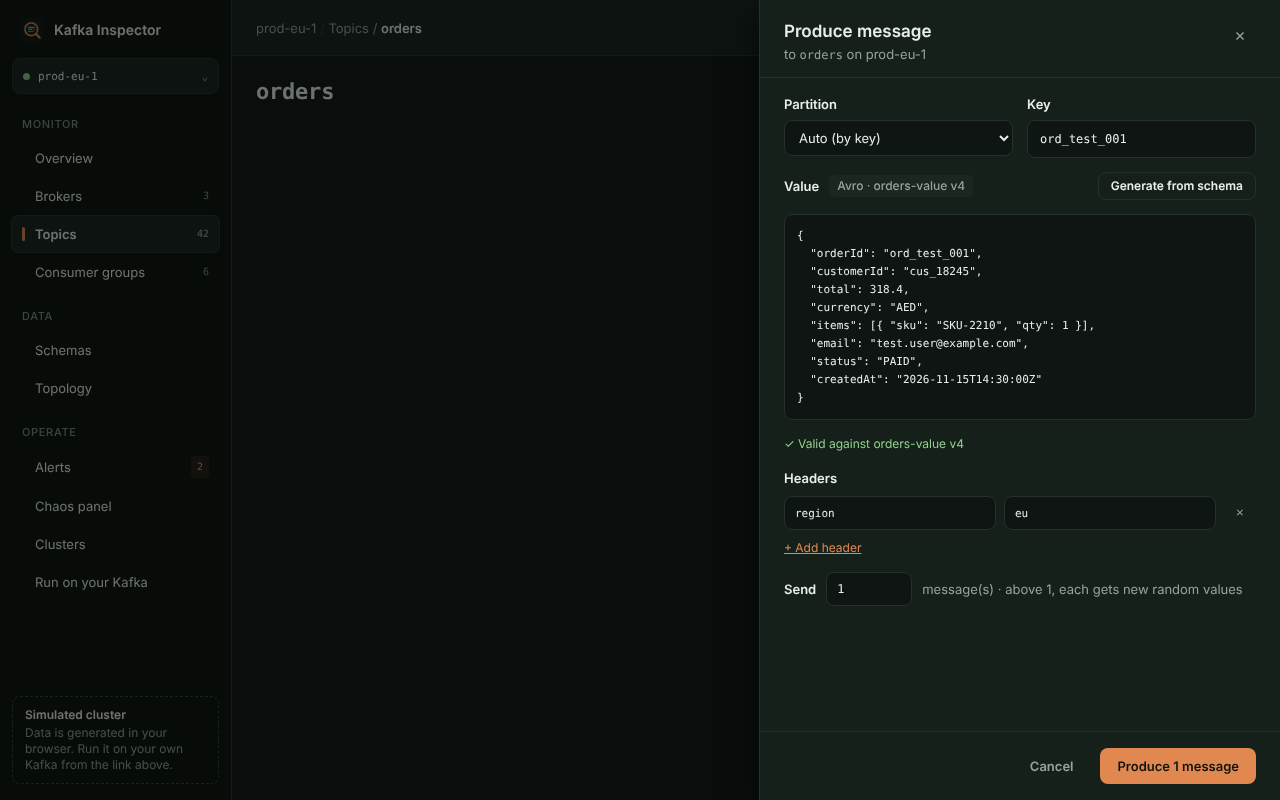 Kafka Inspector
prod-eu-1
MONITOR
Overview
Brokers 3
Topics 42
Consumer groups 6
DATA
Schemas
Topology
OPERATE
Alerts 2
Chaos panel
Clusters
Run on your Kafka
Simulated cluster
Data is generated in your
browser. Run it on your own
Kafka from the link above.
prod-eu-1 / Topics / orders
orders
Produce message
to orders on prod-eu-1
×
Partition Key
Auto (by key) ord_test_001
Value Avro · orders-value v4 Generate from schema
{
"orderId": "ord_test_001",
"customerId": "cus_18245",
"total": 318.4,
"currency": "AED",
"items": [{ "sku": "SKU-2210", "qty": 1 }],
"email": "test.user@example.com",
"status": "PAID",
"createdAt": "2026-11-15T14:30:00Z"
}
✓ Valid against orders-value v4
Headers
region eu ×
+ Add header
Send 1 message(s) · above 1, each gets new random values
Cancel Produce 1 message